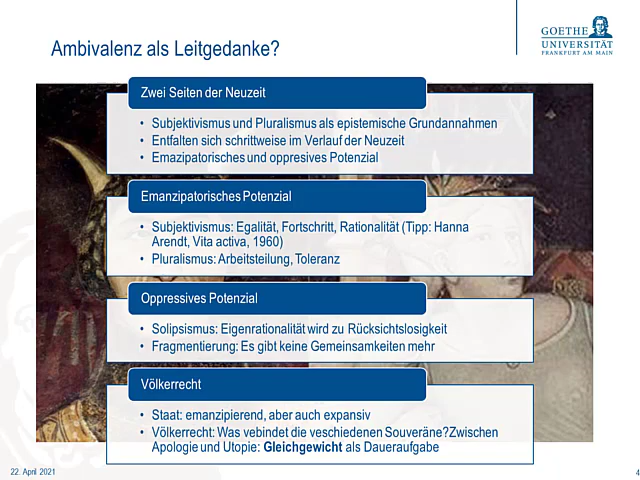 GOETHE
UNIVERSITÄT
FRANKFURT AM MAIN
Ambivalenz als Leitgedanke?
Zwei Seiten der Neuzeit
• Subjektivismus und Pluralismus als epistemische Grundannahmen
• Entfalten sich schrittweise im Verlauf der Neuzeit
• Emazipatorisches und oppresives Potenzial
Emanzipatorisches Potenzial
• Subjektivismus: Egalität, Fortschritt, Rationalität (Tipp: Hanna
Arendt, Vita activa, 1960)
• Pluralismus: Arbeitsteilung, Toleranz
Oppressives Potenzial
• Solipsismus: Eigenrationalität wird zu Rücksichtslosigkeit
• Fragmentierung: Es gibt keine Gemeinsamkeiten mehr
Völkerrecht
• Staat: emanzipierend, aber auch expansiv
• Völkerrecht: Was vebindet die veschiedenen Souveräne?Zwischen
Apologie und Utopie: Gleichgewicht als Daueraufgabe
22. April 2021
4